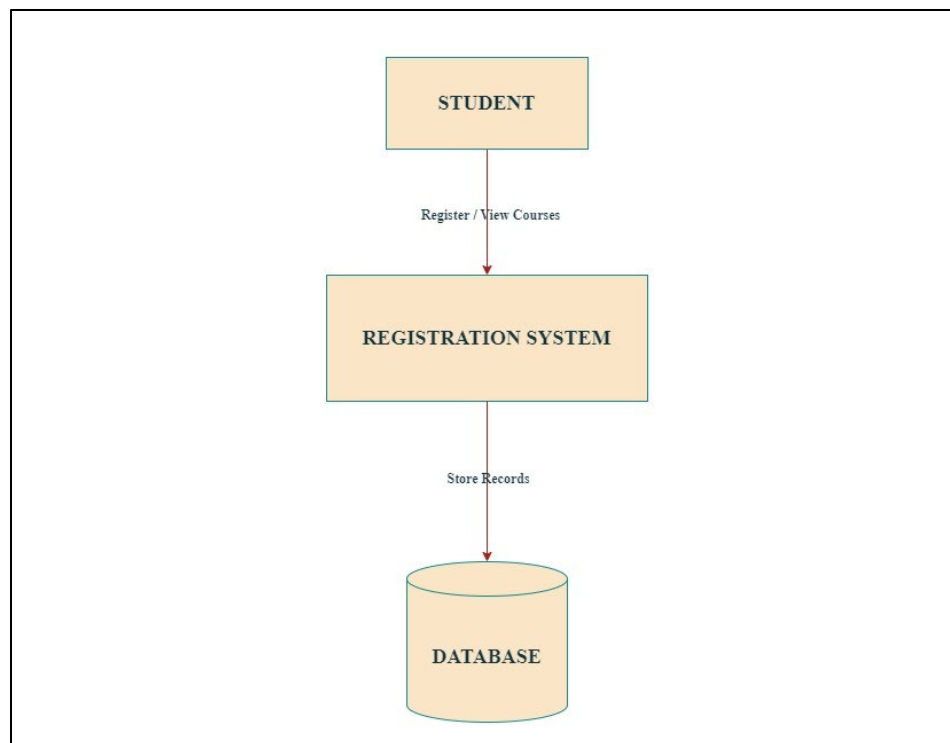 STUDENT
Register / View Courses
REGISTRATION SYSTEM
Store Records
DATABASE